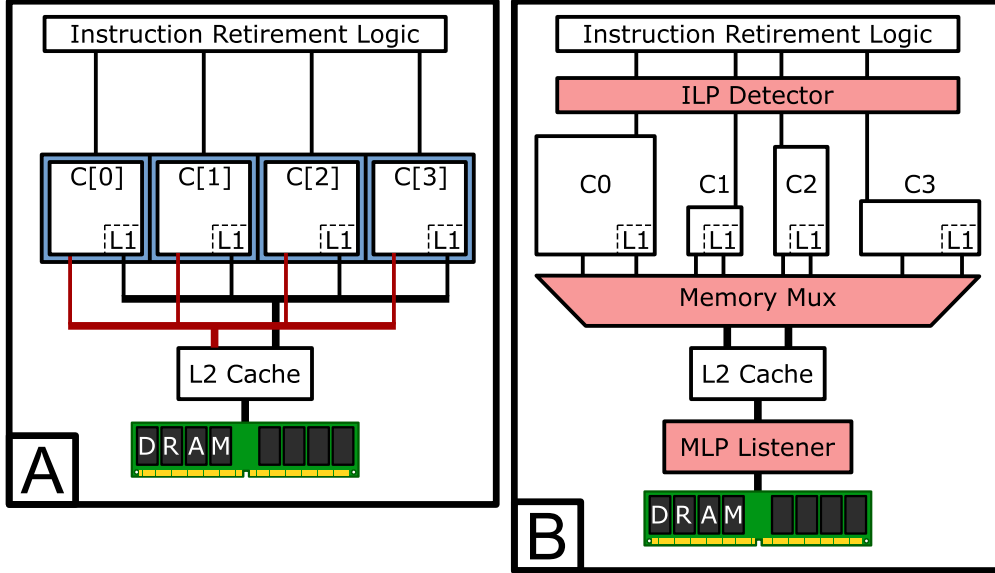 Instruction Retirement Logic
C[0] C[1] C[2] C[3]
L1 L1 L1 L1
L2 Cache
DRAM
A
Instruction Retirement Logic
ILP Detector
C0 C1 C2 C3
L1 L1 L1 L1
Memory Mux
L2 Cache
MLP Listener
DRAM
B